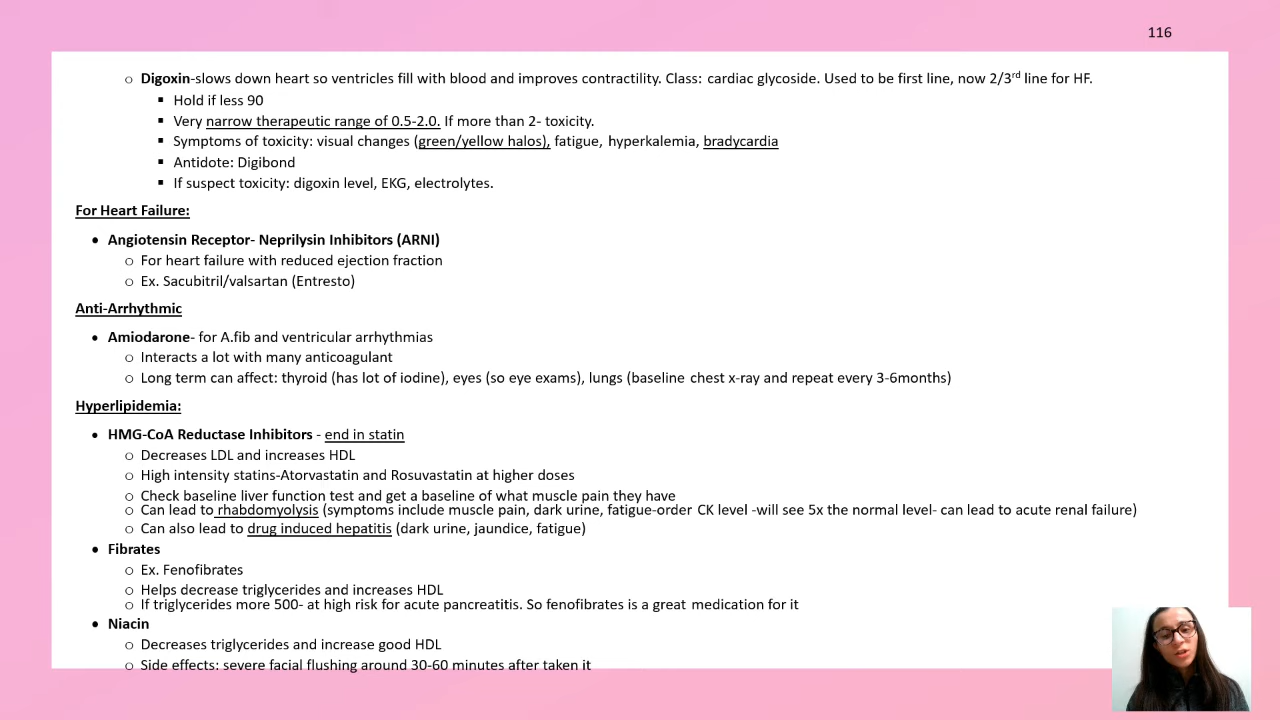 116
Digoxin-slows down heart so ventricles fill with blood and improves contractility. Class: cardiac glycoside. Used to be first line, now 2/3rd line for HF.
Hold if less 90
Very narrow therapeutic range of 0.5-2.0. If more than 2- toxicity.
Symptoms of toxicity: visual changes (green/yellow halos), fatigue, hyperkalemia, bradycardia
Antidote: Digibond
If suspect toxicity: digoxin level, EKG, electrolytes.
For Heart Failure:
Angiotensin Receptor- Neprilysin Inhibitors (ARNI)
For heart failure with reduced ejection fraction
Ex. Sacubitril/valsartan (Entresto)
Anti-Arrhythmic
Amiodarone- for A.fib and ventricular arrhythmias
Interacts a lot with many anticoagulant
Long term can affect: thyroid (has lot of iodine), eyes (so eye exams), lungs (baseline chest x-ray and repeat every 3-6months)
Hyperlipidemia:
HMG-CoA Reductase Inhibitors - end in statin
Decreases LDL and increases HDL
High intensity statins-Atorvastatin and Rosuvastatin at higher doses
Check baseline liver function test and get a baseline of what muscle pain they have
Can lead to rhabdomyolysis (symptoms include muscle pain, dark urine, fatigue-order CK level -will see 5x the normal level- can lead to acute renal failure)
Can also lead to drug induced hepatitis (dark urine, jaundice, fatigue)
Fibrates
Ex. Fenofibrates
Helps decrease triglycerides and increases HDL
If triglycerides more 500- at high risk for acute pancreatitis. So fenofibrates is a great medication for it
Niacin
Decreases triglycerides and increase good HDL
Side effects: severe facial flushing around 30-60 minutes after taken it